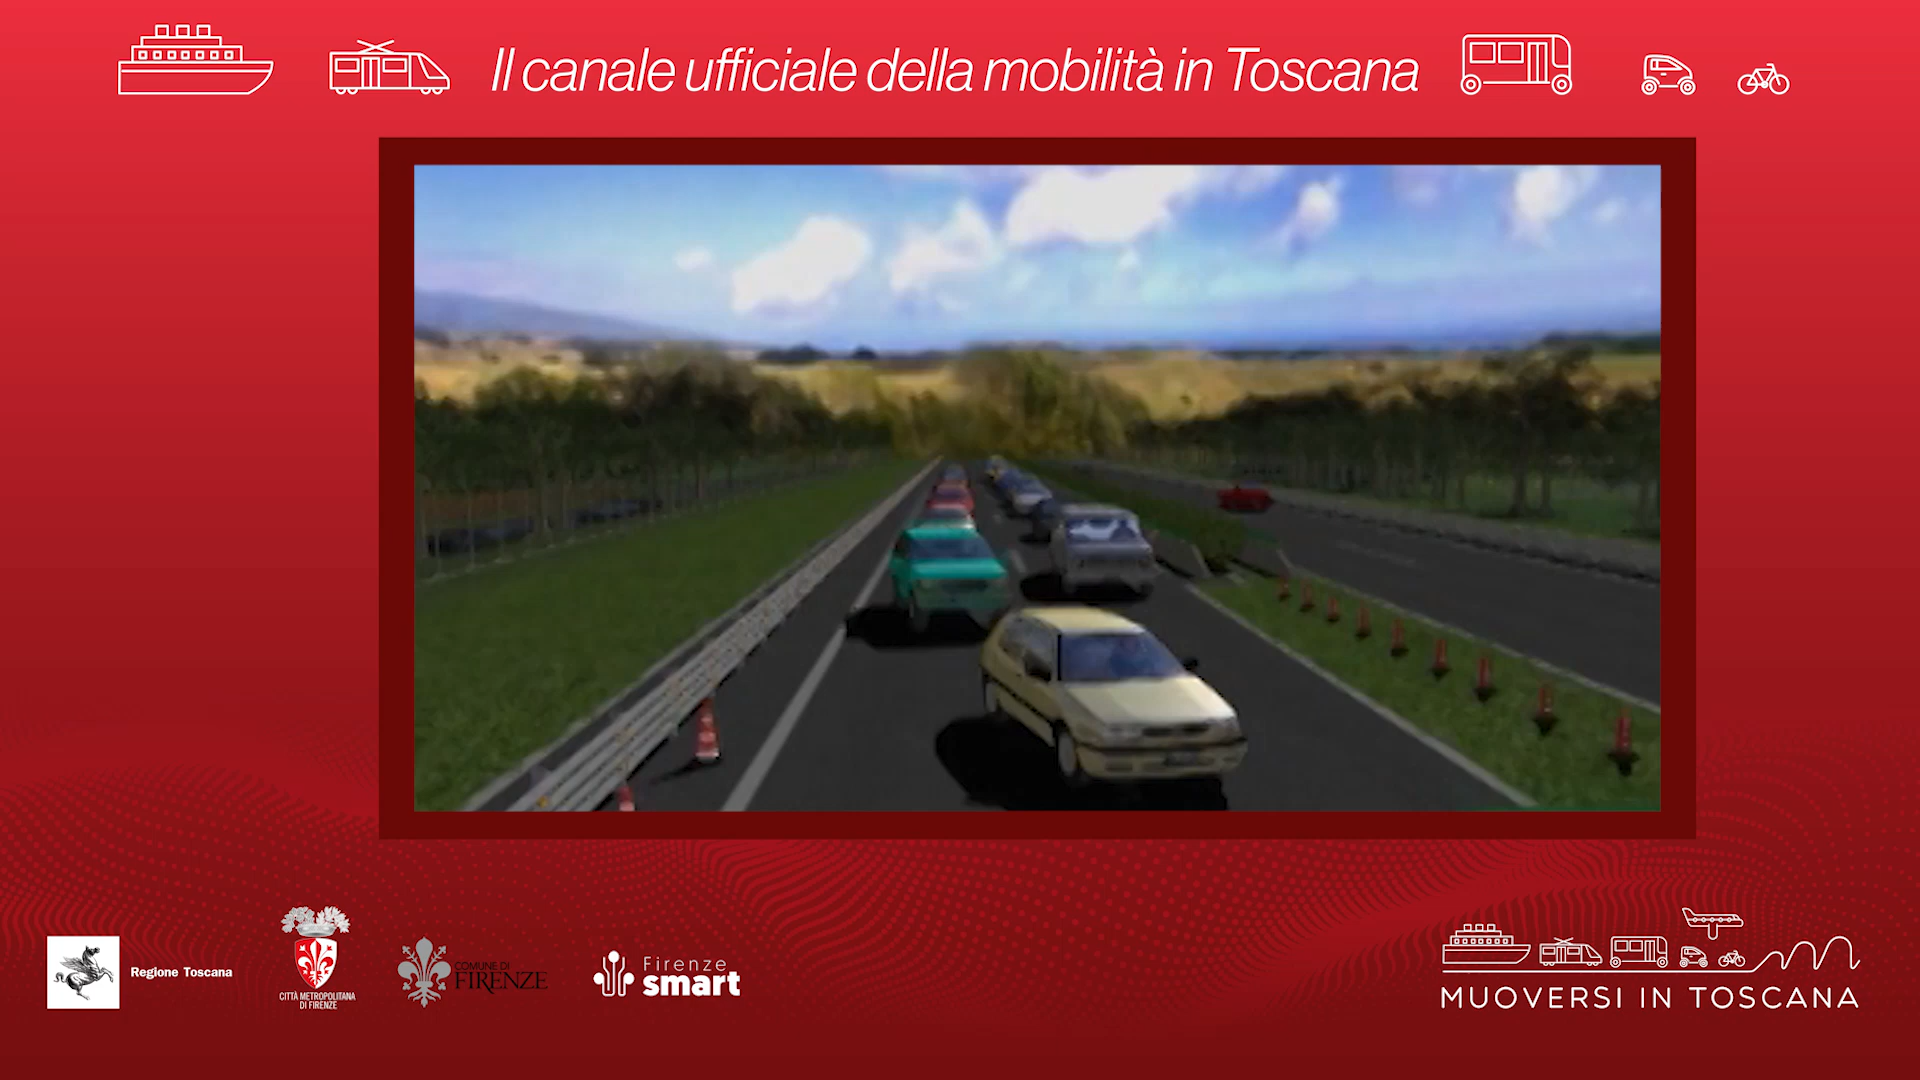 Il canale ufficiale della mobilità in Toscana
Regione Toscana
CITTÀ METROPOLITANA
DI FIRENZE
COMUNE DI
FIRENZE
Firenze
smart
MUOVERSI IN TOSCANA